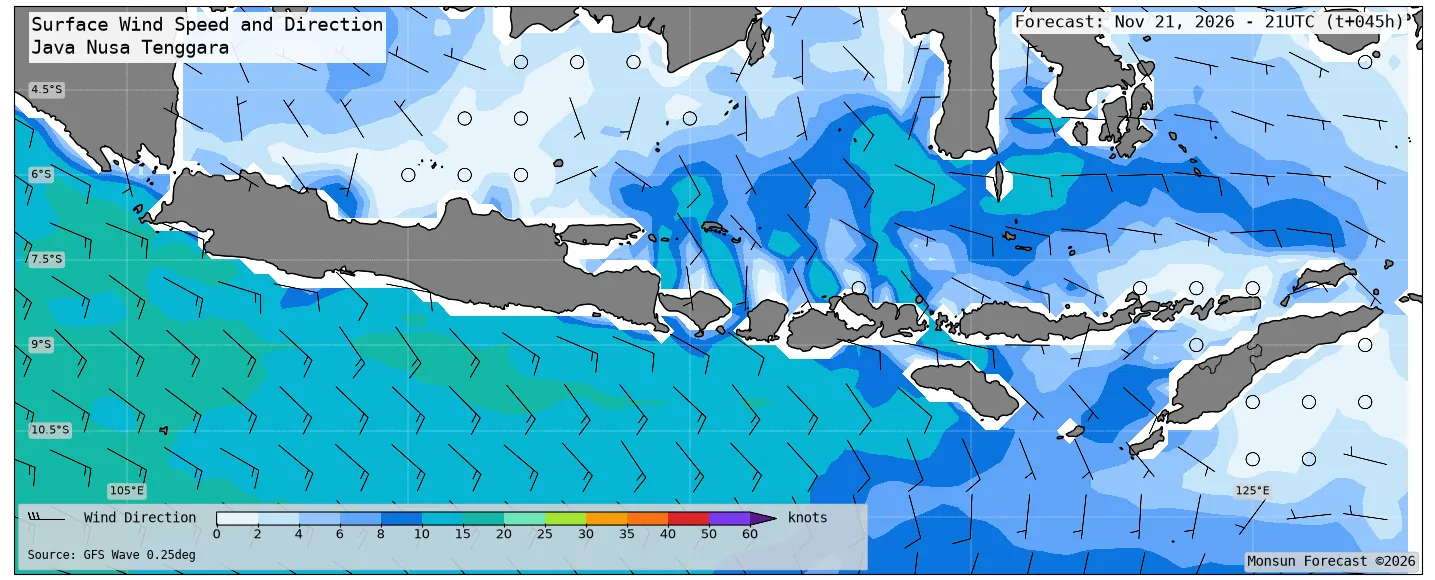 Surface Wind Speed and Direction
Java Nusa Tenggara
Forecast: Nov 21, 2026 - 21UTC (t+045h)
4.5°S
6°S
7.5°S
9°S
10.5°S
105°E
125°E
Wind Direction
0 2 4 6 8 10 15 20 25 30 35 40 50 60
knots
Source: GFS Wave 0.25deg
Monsun Forecast ©2026